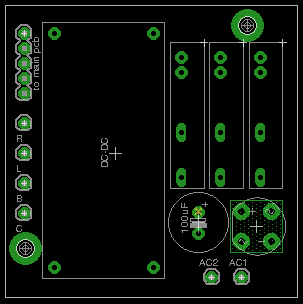 to main pcb
R
L
B
C
DC-DC
100uF
+
AC2 AC1